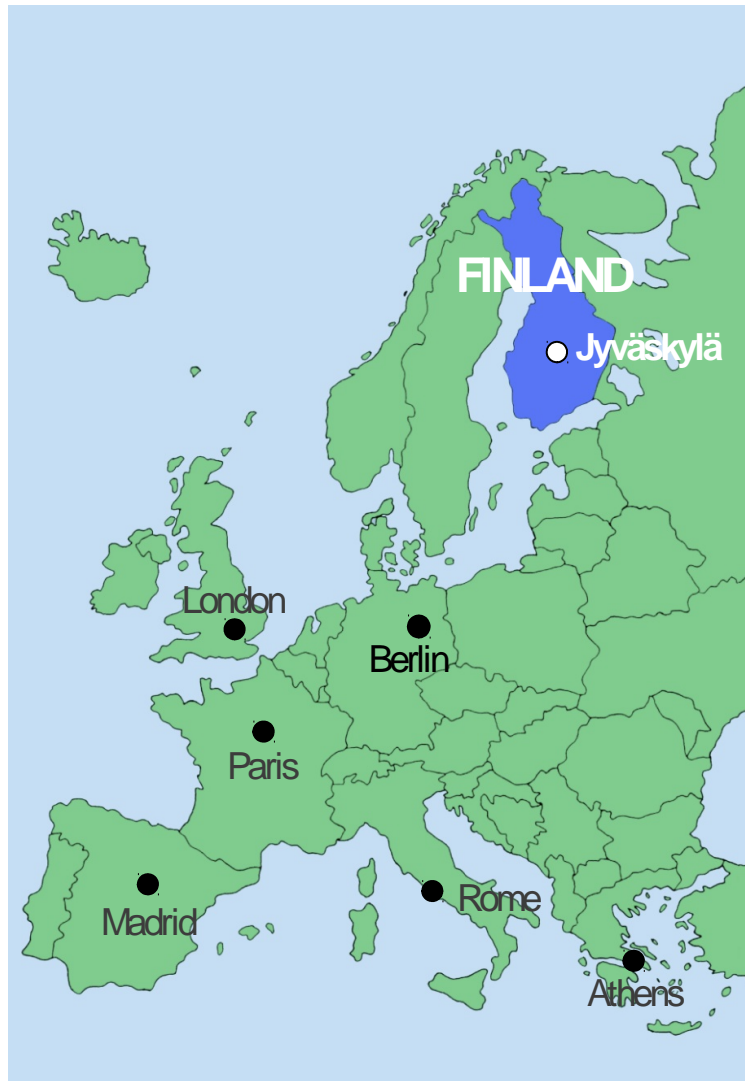 FINLAND
Jyväskylä
London
Berlin
Paris
Rome
Madrid
Athens